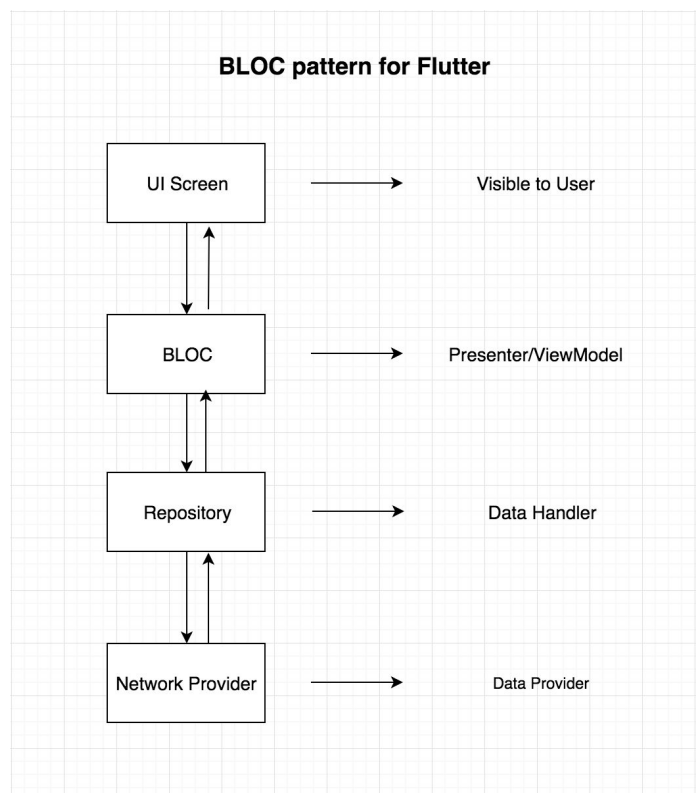 BLOC pattern for Flutter
UI Screen
Visible to User
BLOC
Presenter/ViewModel
Repository
Data Handler
Network Provider
Data Provider